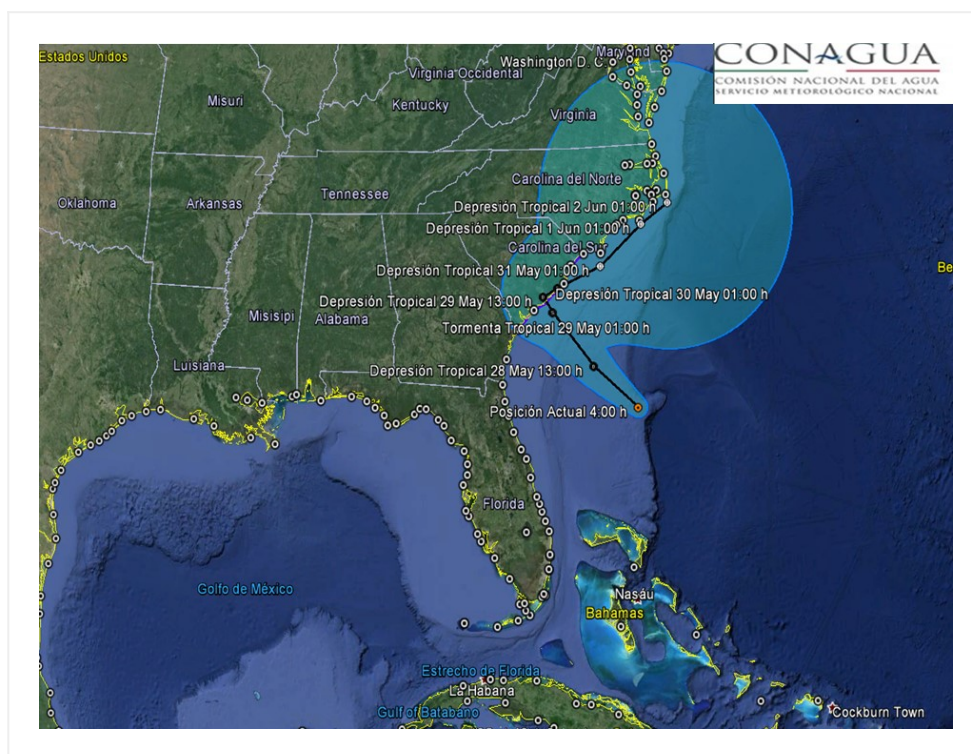 CONAGUA
COMISIÓN NACIONAL DEL AGUA
SERVICIO METEOROLÓGICO NACIONAL
Estados Unidos
Maryland
Washington D. C
Virginia Occidental
Misuri
Kentucky
Virginia
Carolina del Norte
Tennessee
Oklahoma
Arkansas
Depresión Tropical 2 Jun 01:00 h
Depresión Tropical 1 Jun 01:00 h
Carolina del Sur
Be
Depresión Tropical 31 May 01:00 h
Depresión Tropical 30 May 01:00 h
Depresión Tropical 29 May 13:00 h
Misisipi
Alabama
Tormenta Tropical 29 May 01:00 h
Luisiana
Depresión Tropical 28 May 13:00 h
Posición Actual 4:00 h
Florida
Golfo de México
Nasáu
Bahamas
Estrecho de Florida
La Habana
Gulf of Batabano
Cockburn Town